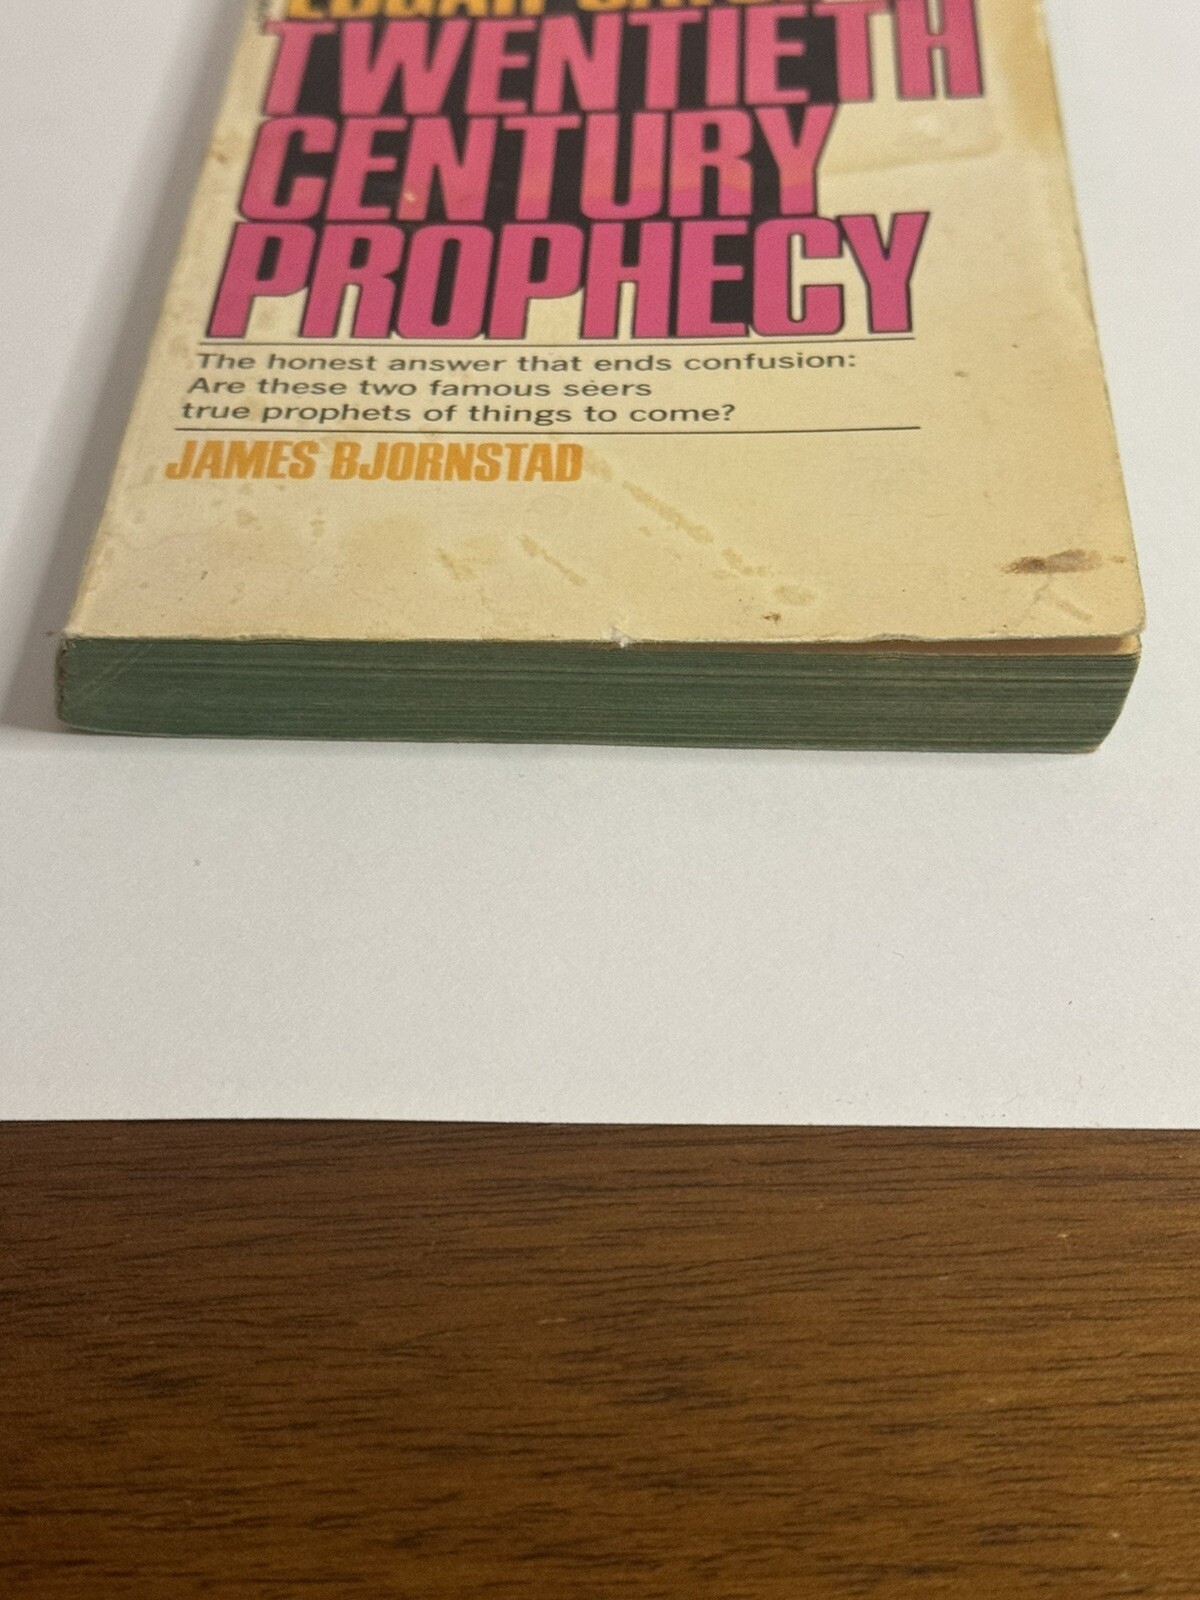 EDGAR
TWENTIETH
CENTURY
PROPHECY
The honest answer that ends confusion:
Are these two famous seers
true prophets of things to come?
JAMES BJORNSTAD